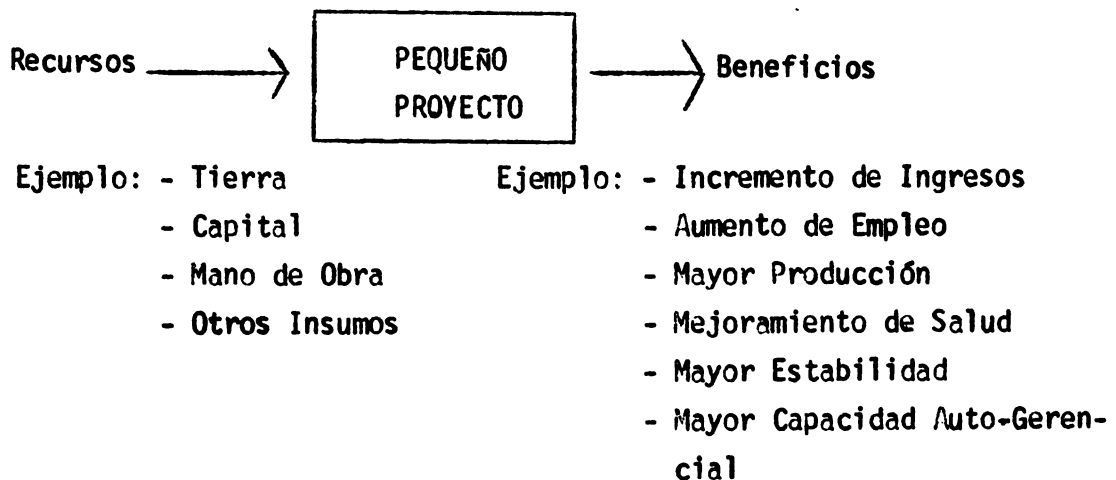 Recursos
PEQUEÑO
PROYECTO
Beneficios
Ejemplo: - Tierra
- Capital
- Mano de Obra
- Otros Insumos
Ejemplo: - Incremento de Ingresos
- Aumento de Empleo
- Mayor Producción
- Mejoramiento de Salud
- Mayor Estabilidad
- Mayor Capacidad Auto-Geren-
cial